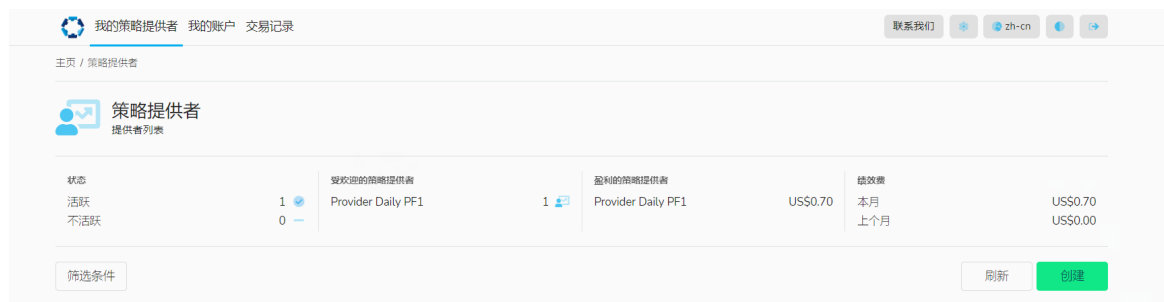 我的策略提供者 我的账户 交易记录 联系我们 zh-cn
主页 / 策略提供者
策略提供者
提供者列表
状态 受欢迎的策略提供者 盈利的策略提供者 绩效费
活跃 1 Provider Daily PF1 1 Provider Daily PF1 US$0.70 本月 US$0.70
不活跃 0 上个月 US$0.00
筛选条件 刷新 创建